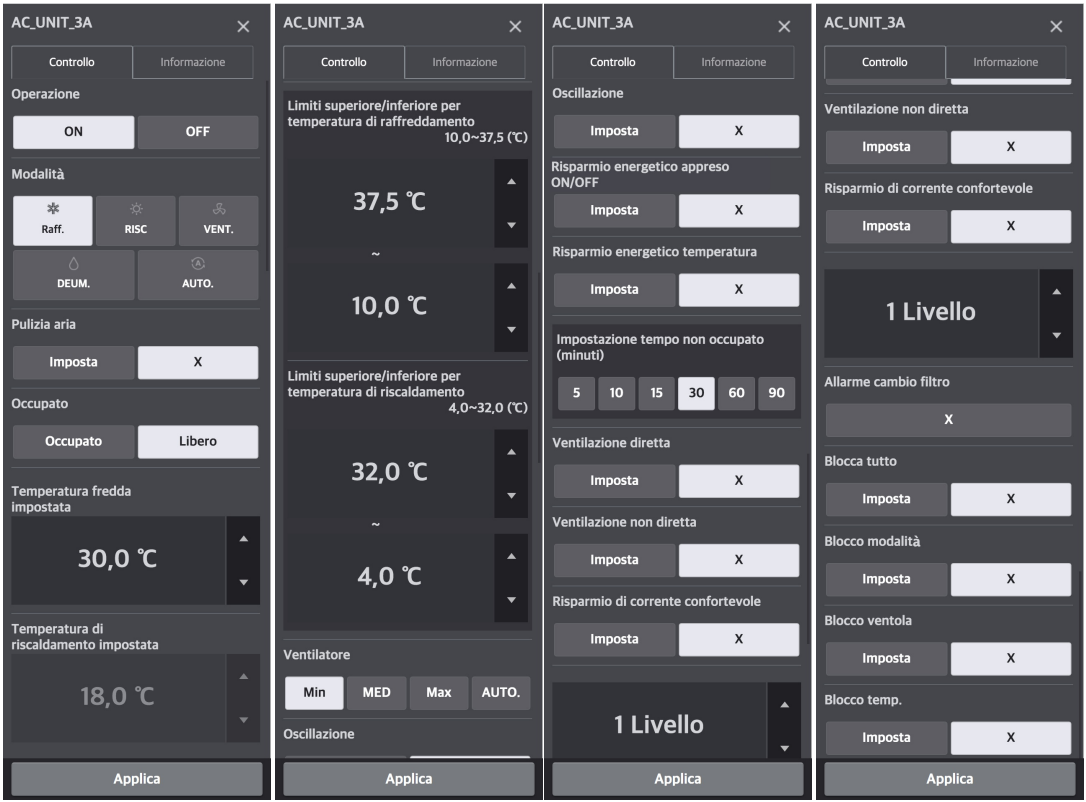 AC_UNIT_3A
Controllo Informazione
Operazione
ON OFF
Modalità
Raff. RISC VENT.
DEUM. AUTO.
Pulizia aria
Imposta X
Occupato
Occupato Libero
Temperatura fredda
impostata
30,0 ℃
Temperatura di
riscaldamento impostata
18,0 ℃
Applica
AC_UNIT_3A
Controllo Informazione
Limiti superiore/inferiore per
temperatura di raffreddamento
10,0~37,5 (℃)
37,5 ℃
~
10,0 ℃
Limiti superiore/inferiore per
temperatura di riscaldamento
4,0~32,0 (℃)
32,0 ℃
~
4,0 ℃
Ventilatore
Min MED Max AUTO.
Oscillazione
Applica
AC_UNIT_3A
Controllo Informazione
Oscillazione
Imposta X
Risparmio energetico appreso
ON/OFF
Imposta X
Risparmio energetico temperatura
Imposta X
Impostazione tempo non occupato
(minuti)
5 10 15 30 60 90
Ventilazione diretta
Imposta X
Ventilazione non diretta
Imposta X
Risparmio di corrente confortevole
Imposta X
1 Livello
Applica
AC_UNIT_3A
Controllo Informazione
Ventilazione non diretta
Imposta X
Risparmio di corrente confortevole
Imposta X
1 Livello
Allarme cambio filtro
X
Blocca tutto
Imposta X
Blocco modalità
Imposta X
Blocco ventola
Imposta X
Blocco temp.
Imposta X
Applica